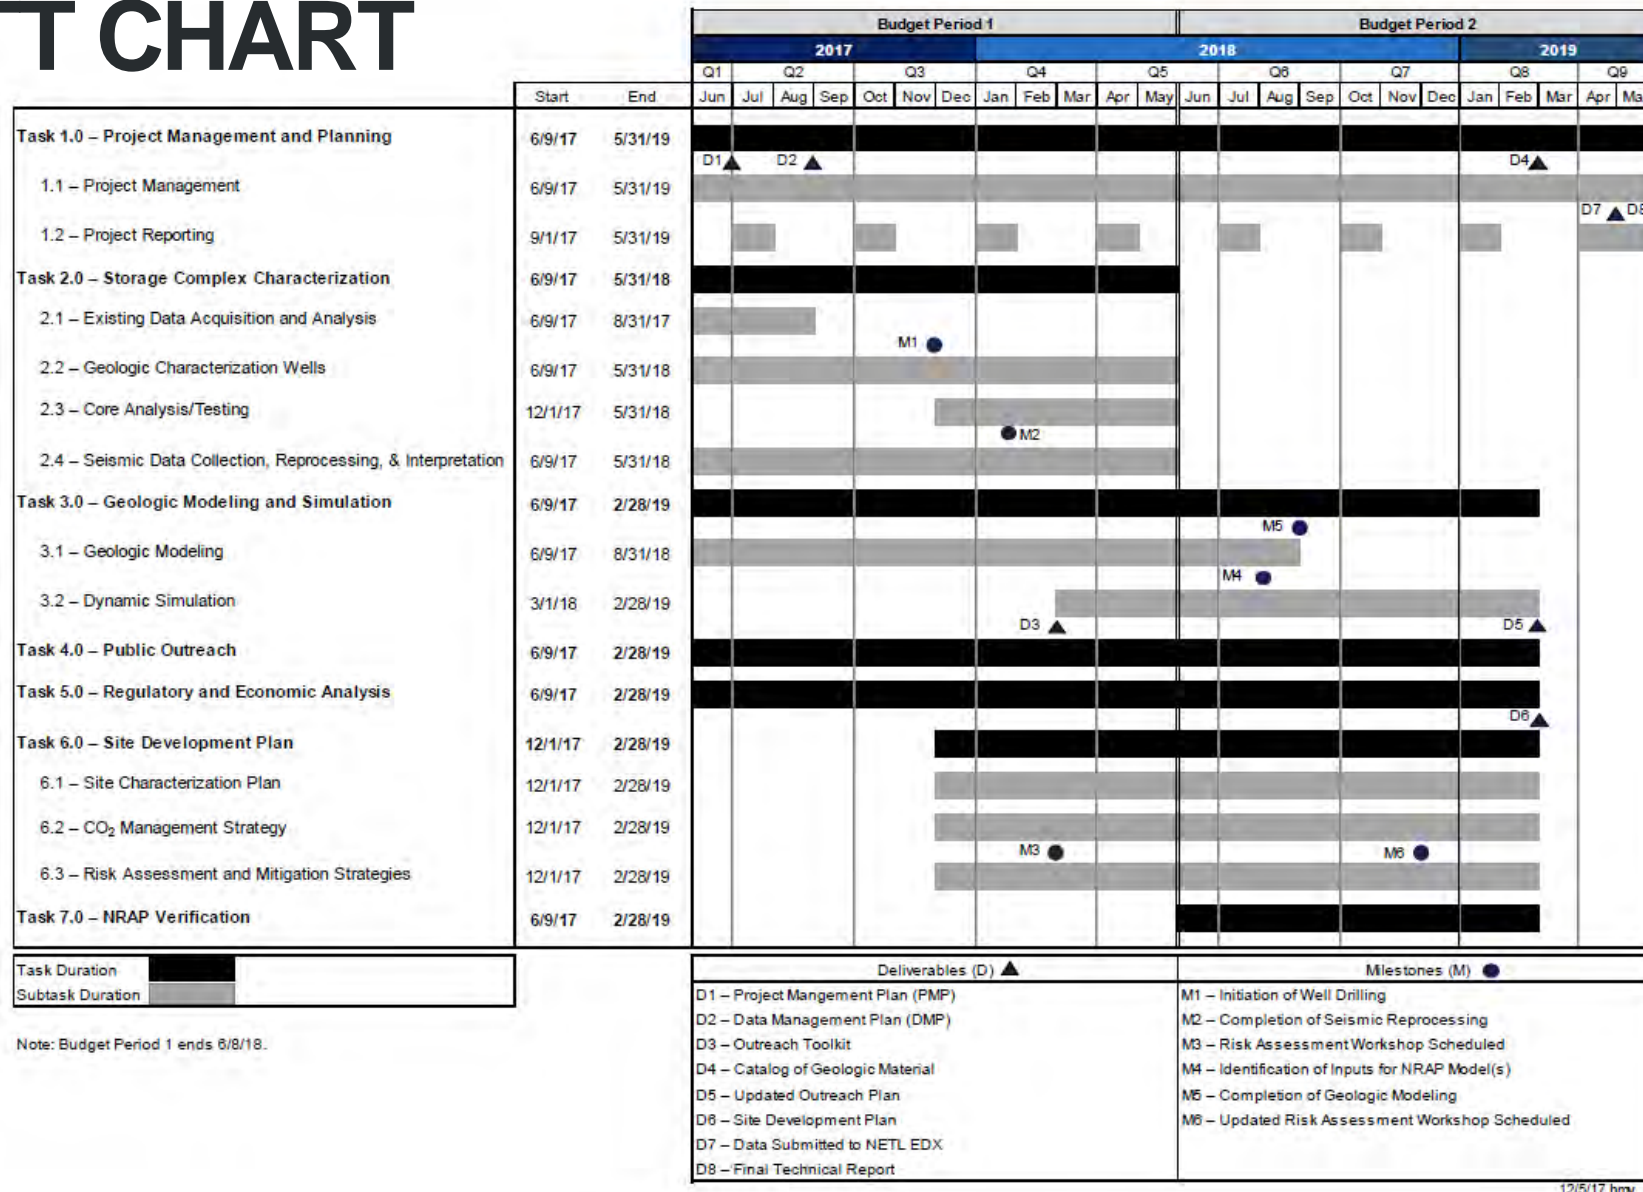 T CHART
Budget Period 1 Budget Period 2
2017 2018 2019
Q1 Q2 Q3 Q4 Q5 Q6 Q7 Q8 Q9
Start End Jun Jul Aug Sep Oct Nov Dec Jan Feb Mar Apr May Jun Jul Aug Sep Oct Nov Dec Jan Feb Mar Apr Ma
Task 1.0 – Project Management and Planning 6/9/17 5/31/19
D1 D2 D4
1.1 – Project Management 6/9/17 5/31/19
D7 D8
1.2 – Project Reporting 9/1/17 5/31/19
Task 2.0 – Storage Complex Characterization 6/9/17 5/31/18
2.1 – Existing Data Acquisition and Analysis 6/9/17 8/31/17
M1
2.2 – Geologic Characterization Wells 6/9/17 5/31/18
2.3 – Core Analysis/Testing 12/1/17 5/31/18
M2
2.4 – Seismic Data Collection, Reprocessing, & Interpretation 6/9/17 5/31/18
Task 3.0 – Geologic Modeling and Simulation 6/9/17 2/28/19
M5
3.1 – Geologic Modeling 6/9/17 8/31/18
M4
3.2 – Dynamic Simulation 3/1/18 2/28/19
D3 D5
Task 4.0 – Public Outreach 6/9/17 2/28/19
Task 5.0 – Regulatory and Economic Analysis 6/9/17 2/28/19
D6
Task 6.0 – Site Development Plan 12/1/17 2/28/19
6.1 – Site Characterization Plan 12/1/17 2/28/19
6.2 – CO₂ Management Strategy 12/1/17 2/28/19
M3 M6
6.3 – Risk Assessment and Mitigation Strategies 12/1/17 2/28/19
Task 7.0 – NRAP Verification 6/9/17 2/28/19
Task Duration
Subtask Duration
Note: Budget Period 1 ends 6/8/18.
Deliverables (D)
D1 – Project Mangement Plan (PMP)
D2 – Data Management Plan (DMP)
D3 – Outreach Toolkit
D4 – Catalog of Geologic Material
D5 – Updated Outreach Plan
D6 – Site Development Plan
D7 – Data Submitted to NETL EDX
D8 – Final Technical Report
Milestones (M)
M1 – Initiation of Well Drilling
M2 – Completion of Seismic Reprocessing
M3 – Risk Assessment Workshop Scheduled
M4 – Identification of Inputs for NRAP Model(s)
M5 – Completion of Geologic Modeling
M6 – Updated Risk Assessment Workshop Scheduled
12/5/17 hmv